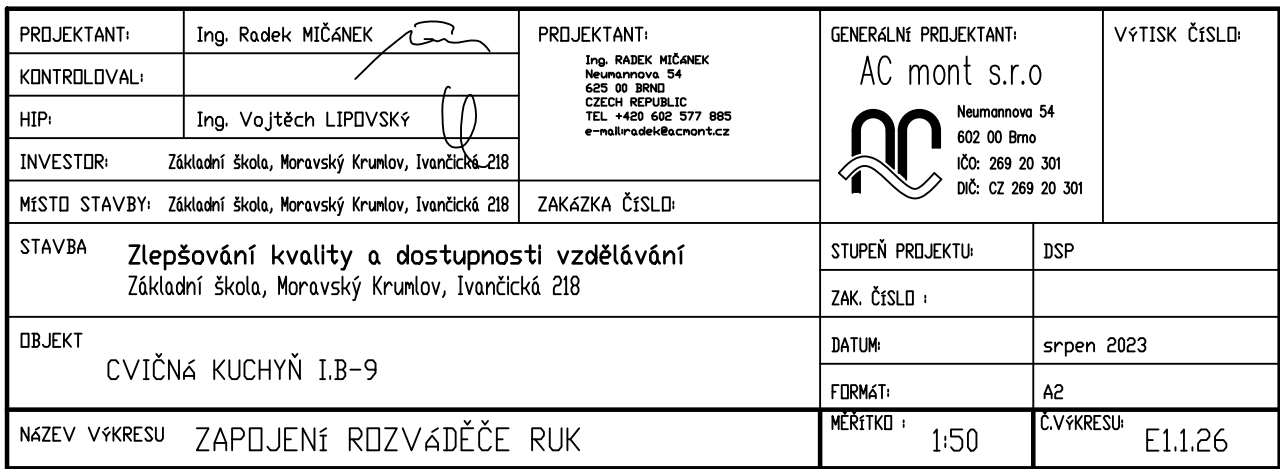 PROJEKTANT: Ing. Radek MIČÁNEK
KONTROLOVAL:
HIP: Ing. Vojtěch LIPOVSKÝ
INVESTOR: Základní škola, Moravský Krumlov, Ivančická 218
MÍSTO STAVBY: Základní škola, Moravský Krumlov, Ivančická 218
PROJEKTANT:
Ing. RADEK MIČÁNEK
Neumannova 54
625 00 BRNO
CZECH REPUBLIC
TEL +420 602 577 885
e-mail:radek@acmont.cz
ZAKÁZKA ČÍSLO:
GENERÁLNÍ PROJEKTANT:
AC mont s.r.o
Neumannova 54
602 00 Brno
IČO: 269 20 301
DIČ: CZ 269 20 301
VÝTISK ČÍSLO:
STAVBA Zlepšování kvality a dostupnosti vzdělávání
Základní škola, Moravský Krumlov, Ivančická 218
OBJEKT
CVIČNÁ KUCHYŇ I.B-9
STUPEŇ PROJEKTU: DSP
ZAK. ČÍSLO :
DATUM: srpen 2023
FORMÁT: A2
NÁZEV VÝKRESU ZAPOJENÍ ROZVÁDĚČE RUK
MĚŘÍTKO : 1:50
Č.VÝKRESU: E1.1.26